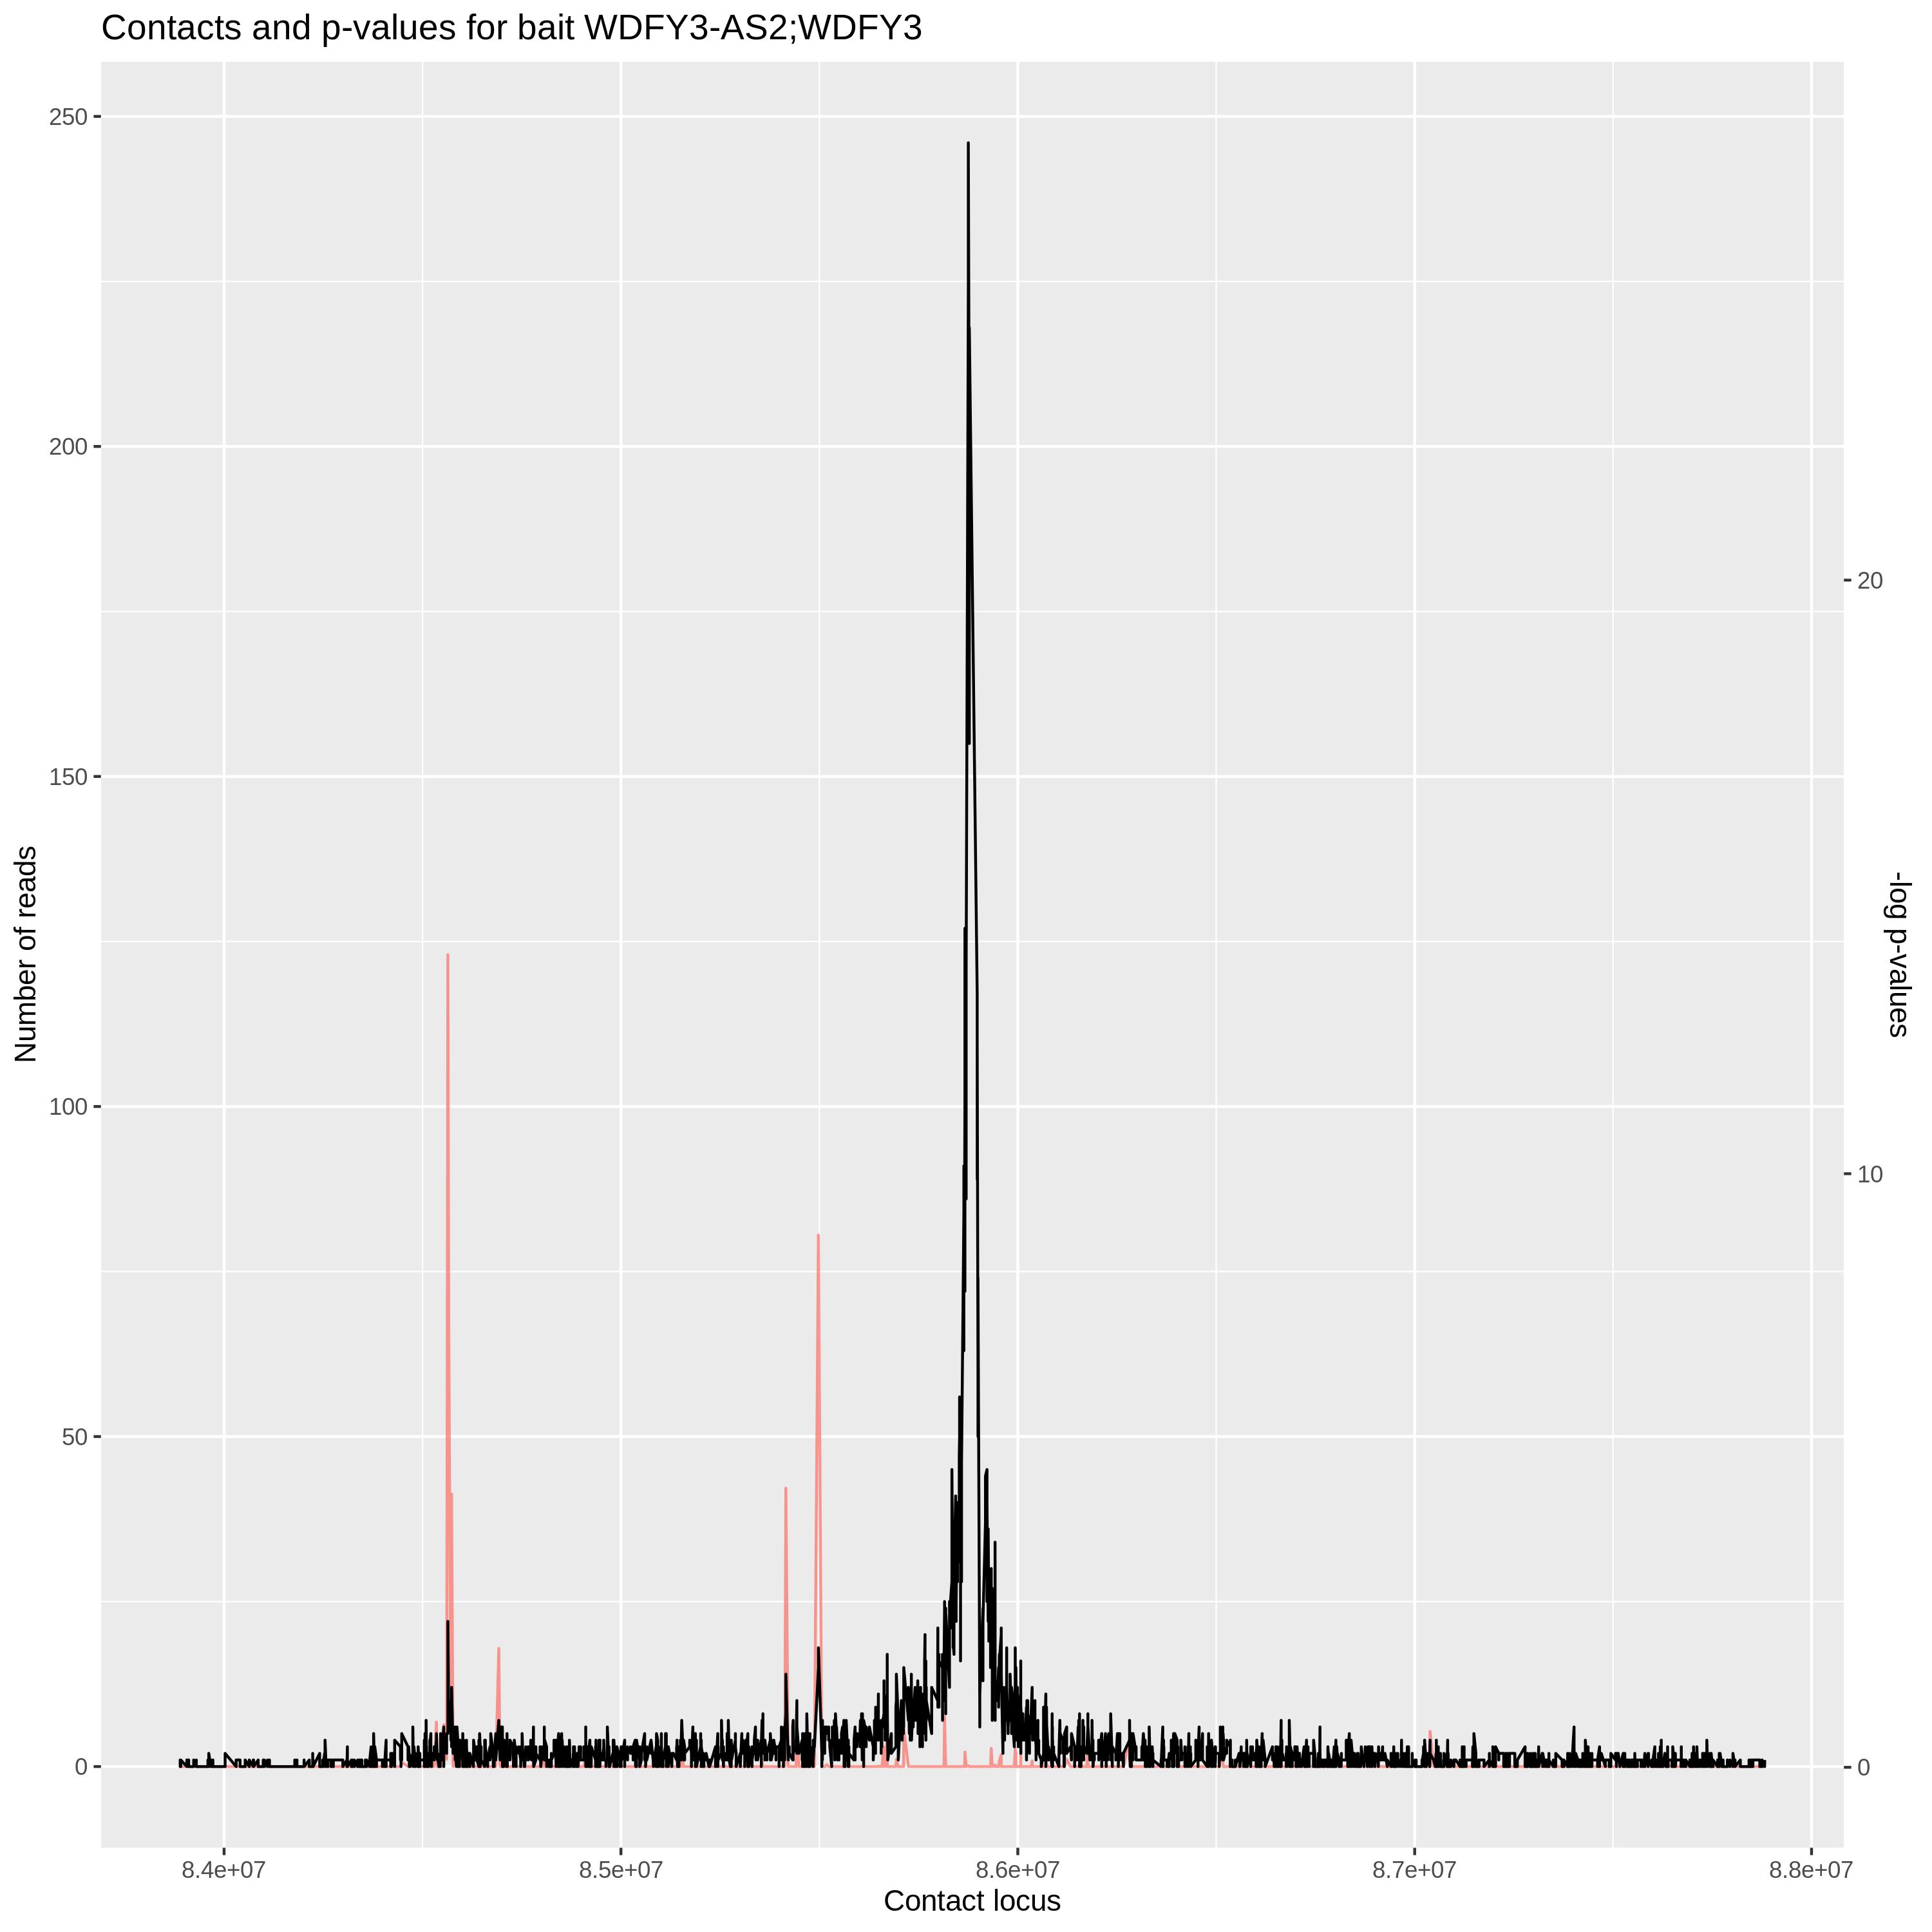 Contacts and p-values for bait WDFY3-AS2;WDFY3
250
200
150
100
50
0
Number of reads
20
10
0
-log p-values
8.4e+07
8.5e+07
8.6e+07
8.7e+07
8.8e+07
Contact locus